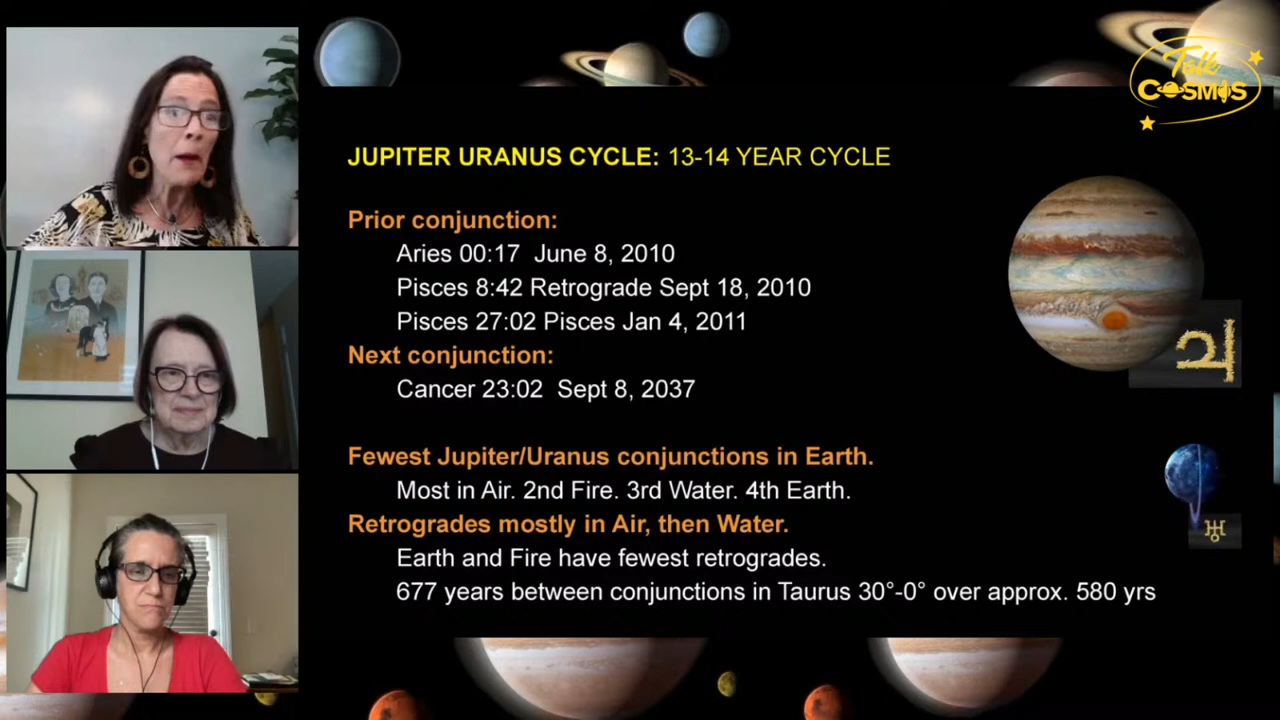 Talk
COSMOS
JUPITER URANUS CYCLE: 13-14 YEAR CYCLE
Prior conjunction:
Aries 00:17 June 8, 2010
Pisces 8:42 Retrograde Sept 18, 2010
Pisces 27:02 Pisces Jan 4, 2011
Next conjunction:
Cancer 23:02 Sept 8, 2037
Fewest Jupiter/Uranus conjunctions in Earth.
Most in Air. 2nd Fire. 3rd Water. 4th Earth.
Retrogrades mostly in Air, then Water.
Earth and Fire have fewest retrogrades.
677 years between conjunctions in Taurus 30°-0° over approx. 580 yrs